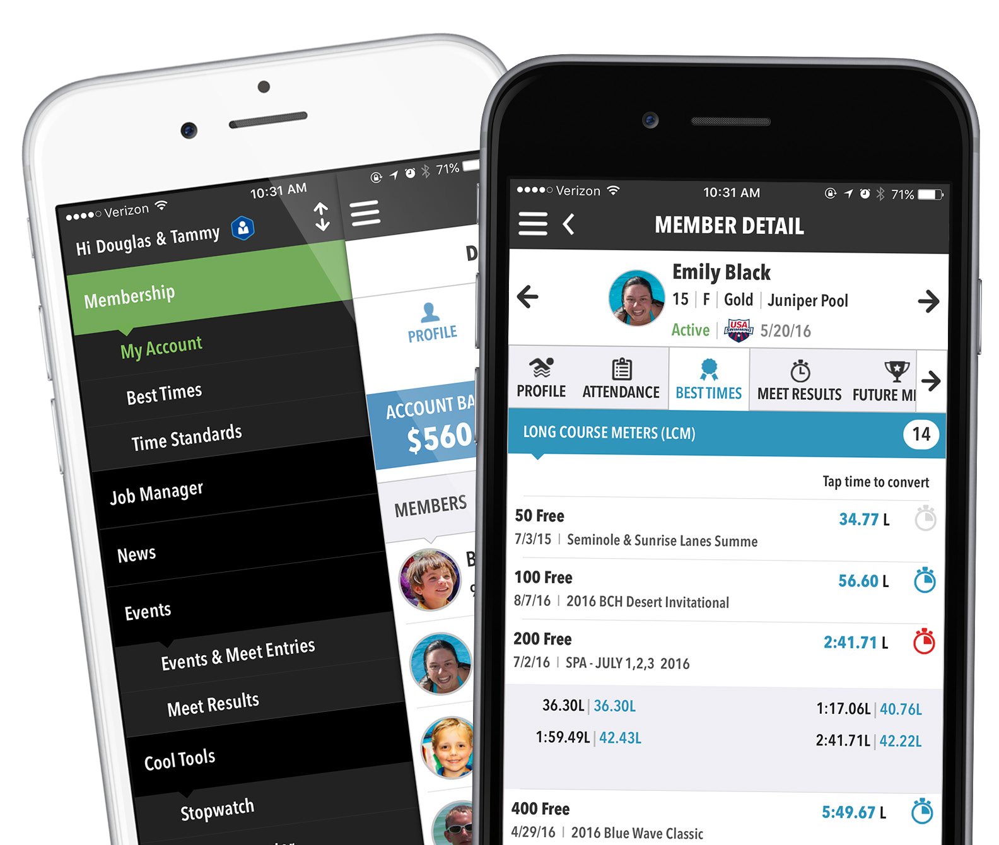 Verizon
10:31 AM
71%
Hi Douglas & Tammy
Membership
My Account
Best Times
Time Standards
Job Manager
News
Events
Events & Meet Entries
Meet Results
Cool Tools
Stopwatch
PROFILE
ACCOUNT BA
$560
MEMBERS
Verizon
10:31 AM
71%
MEMBER DETAIL
Emily Black
15 | F | Gold | Juniper Pool
Active | USA SWIMMING 5/20/16
PROFILE
ATTENDANCE
BEST TIMES
MEET RESULTS
FUTURE ME
LONG COURSE METERS (LCM)
14
Tap time to convert
50 Free
34.77 L
7/3/15 | Seminole & Sunrise Lanes Summe
100 Free
56.60 L
8/7/16 | 2016 BCH Desert Invitational
200 Free
2:41.71 L
7/2/16 | SPA - JULY 1,2,3 2016
36.30L | 36.30L
1:17.06L | 40.76L
1:59.49L | 42.43L
2:41.71L | 42.22L
400 Free
5:49.67 L
4/29/16 | 2016 Blue Wave Classic